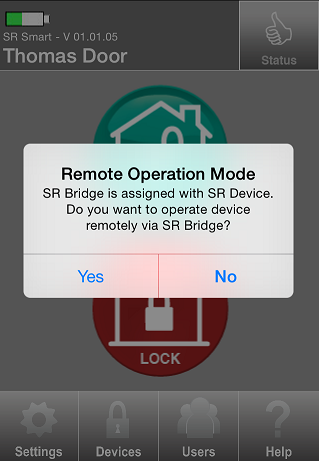 SR Smart - V 01.01.05
Thomas Door
Status
Remote Operation Mode
SR Bridge is assigned with SR Device.
Do you want to operate device
remotely via SR Bridge?
Yes
No
LOCK
Settings
Devices
Users
Help